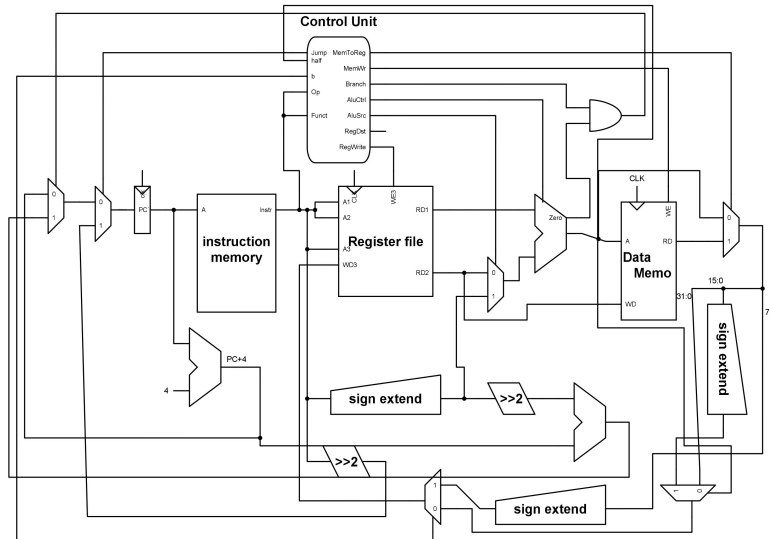 Control Unit
Jump
half
b
Op
Funct
MemToReg
MemWr
Branch
AluCtrl
AluSrc
RegDst
RegWrite
0
1
0
1
PC
A
Instr
instruction
memory
CLK
WE3
A1
A2
A3
WD3
RD1
RD2
Register file
0
1
Zero
CLK
WE
A
RD
Data
Memo
WD
0
1
31:0
15:0
7
sign extend
PC+4
4
sign extend
>>2
>>2
1
0
sign extend
1
0